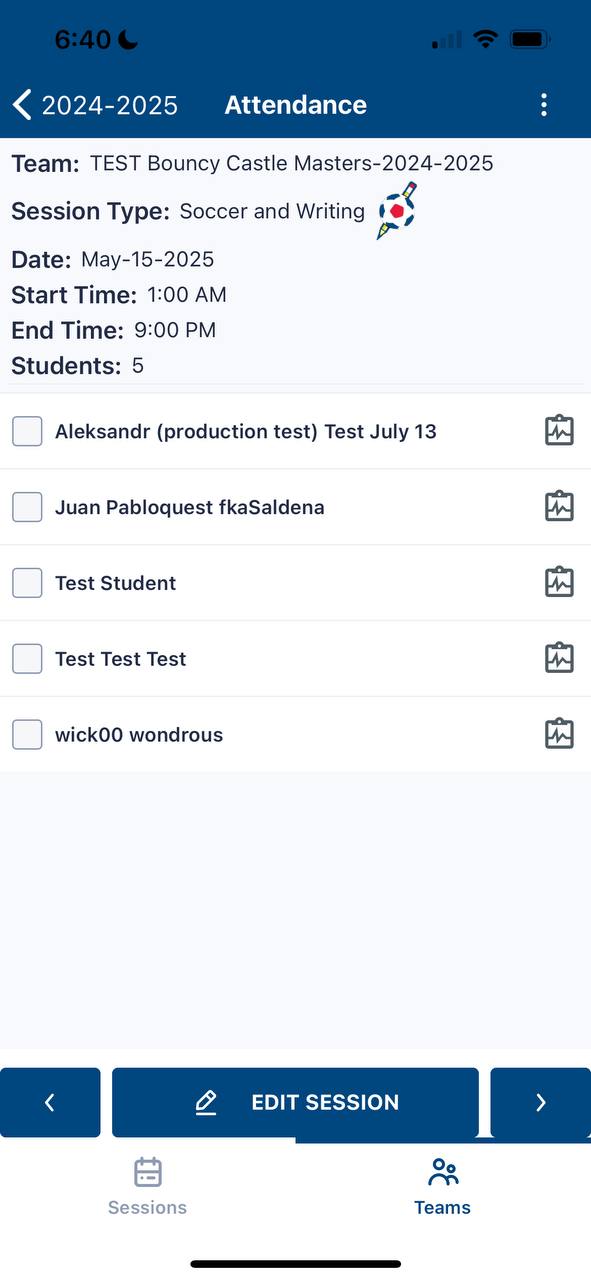 6:40
2024-2025 Attendance
Team: TEST Bouncy Castle Masters-2024-2025
Session Type: Soccer and Writing
Date: May-15-2025
Start Time: 1:00 AM
End Time: 9:00 PM
Students: 5
Aleksandr (production test) Test July 13
Juan Pabloquest fkaSaldena
Test Student
Test Test Test
wick00 wondrous
EDIT SESSION
Sessions Teams